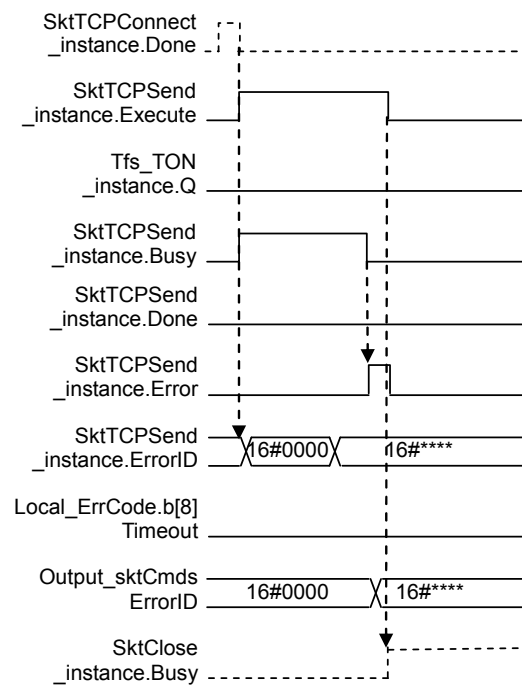 SktTCPConnect
_instance.Done
SktTCPSend
_instance.Execute
Tfs_TON
_instance.Q
SktTCPSend
_instance.Busy
SktTCPSend
_instance.Done
SktTCPSend
_instance.Error
SktTCPSend
_instance.ErrorID
16#0000
16#****
Local_ErrCode.b[8]
Timeout
Output_sktCmds
ErrorID
16#0000
16#****
SktClose
_instance.Busy